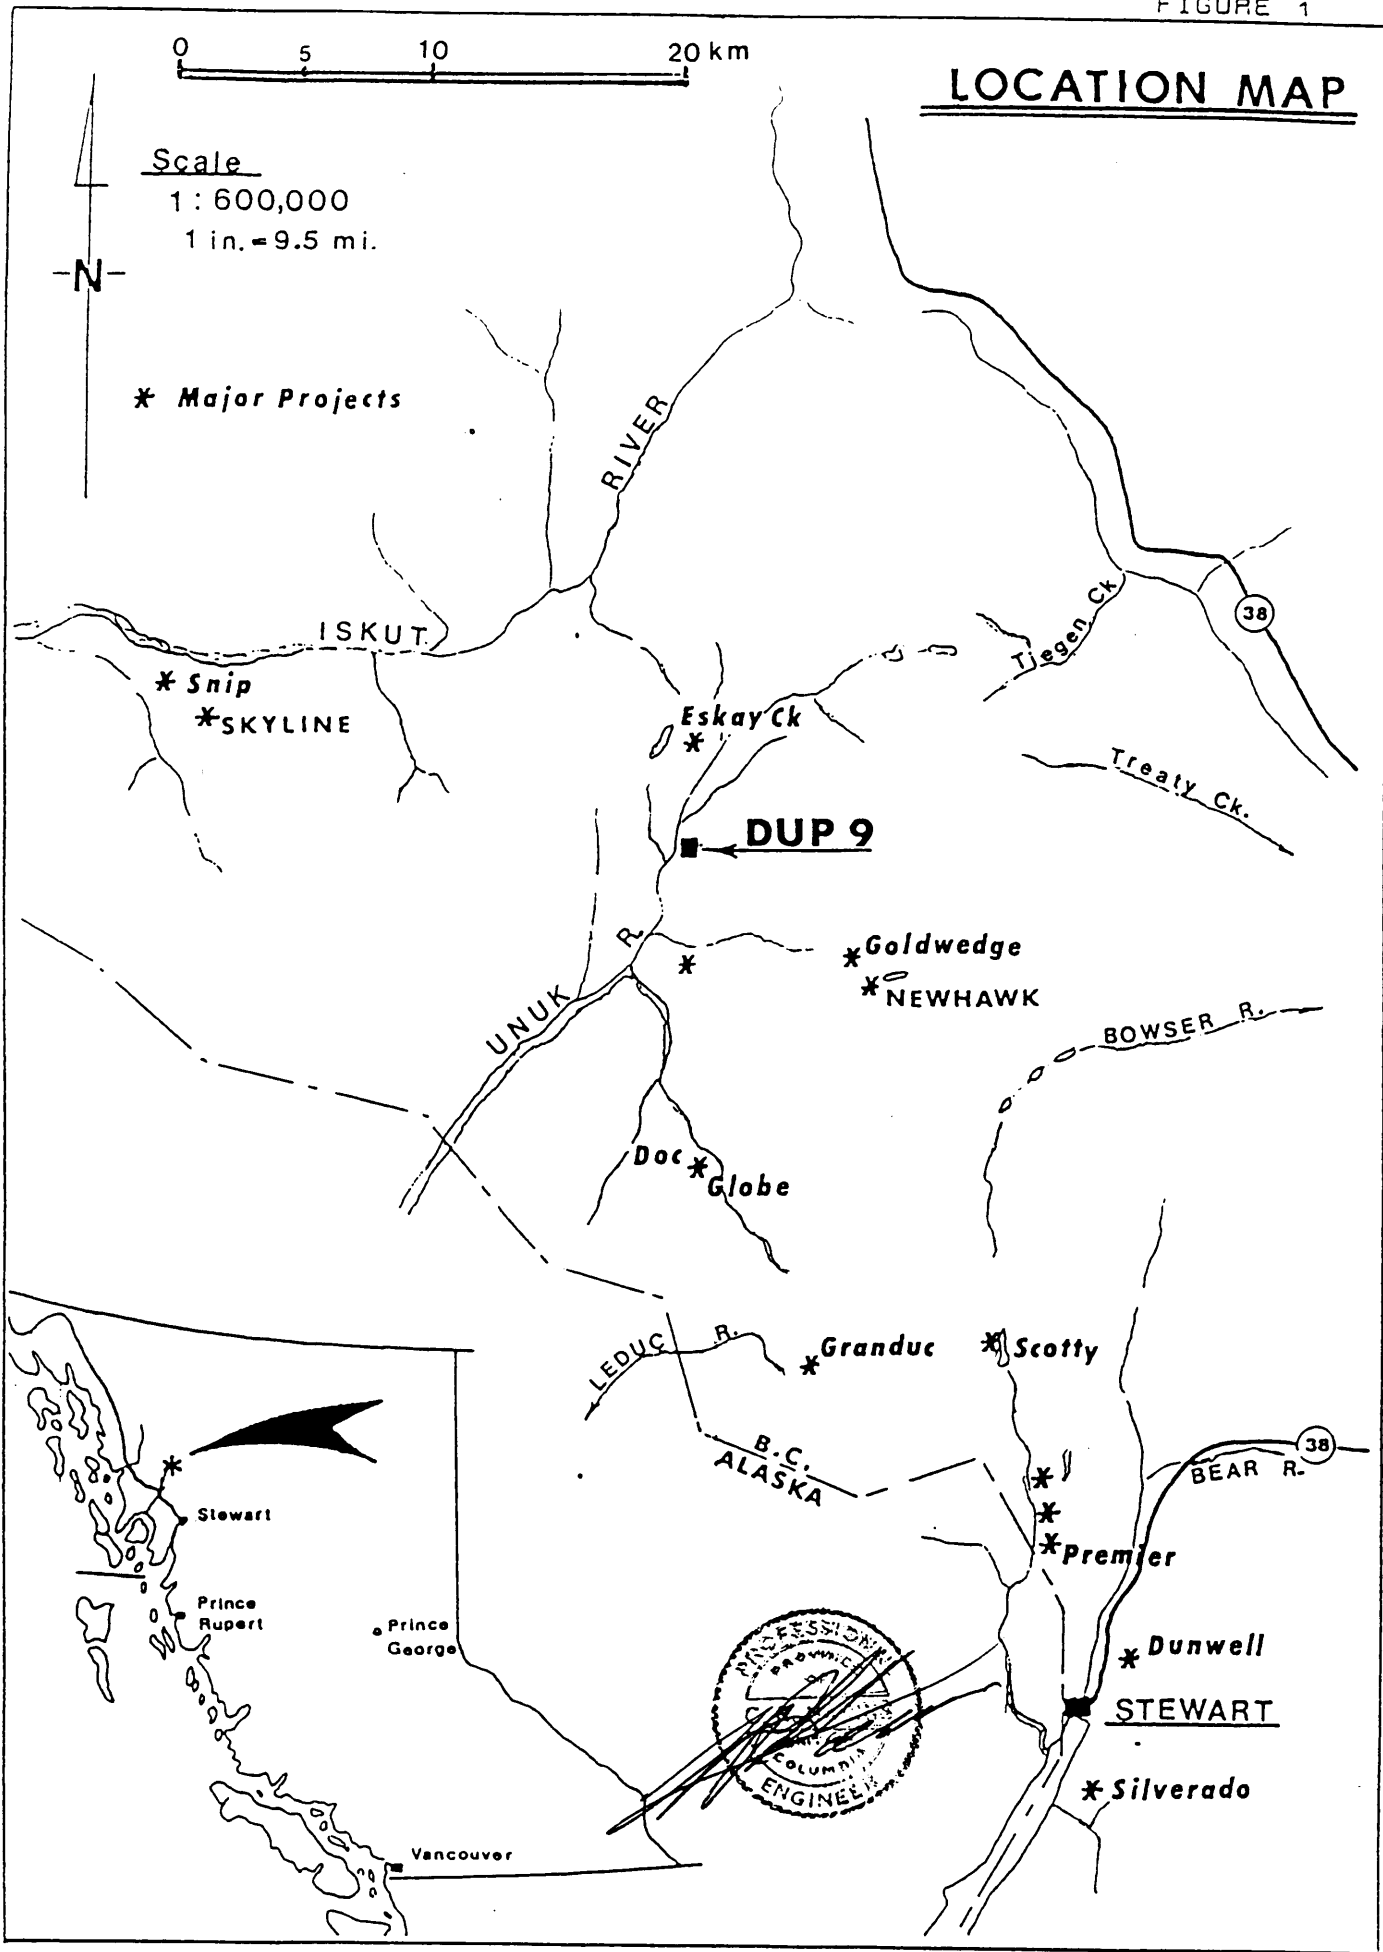 FIGURE 1
0 5 10 20 km
LOCATION MAP
Scale
1 : 600,000
1 in. = 9.5 mi.
-N-
* Major Projects
RIVER
ISKUT
Tiegen Ck
38
* Snip
*SKYLINE
Eskay Ck
*
Treaty Ck.
DUP 9
UNUK R.
*
* Goldwedge
* NEWHAWK
BOWSER R.
Doc *
Globe
LEDUC R.
* Granduc
* Scotty
B.C.
ALASKA
38
BEAR R.
*
*
* Premier
* Dunwell
STEWART
* Silverado
*
Stewart
Prince
Rupert
Prince
George
Vancouver
PROFESSION
PROVINC
OF
COLUMBIA
ENGINEER